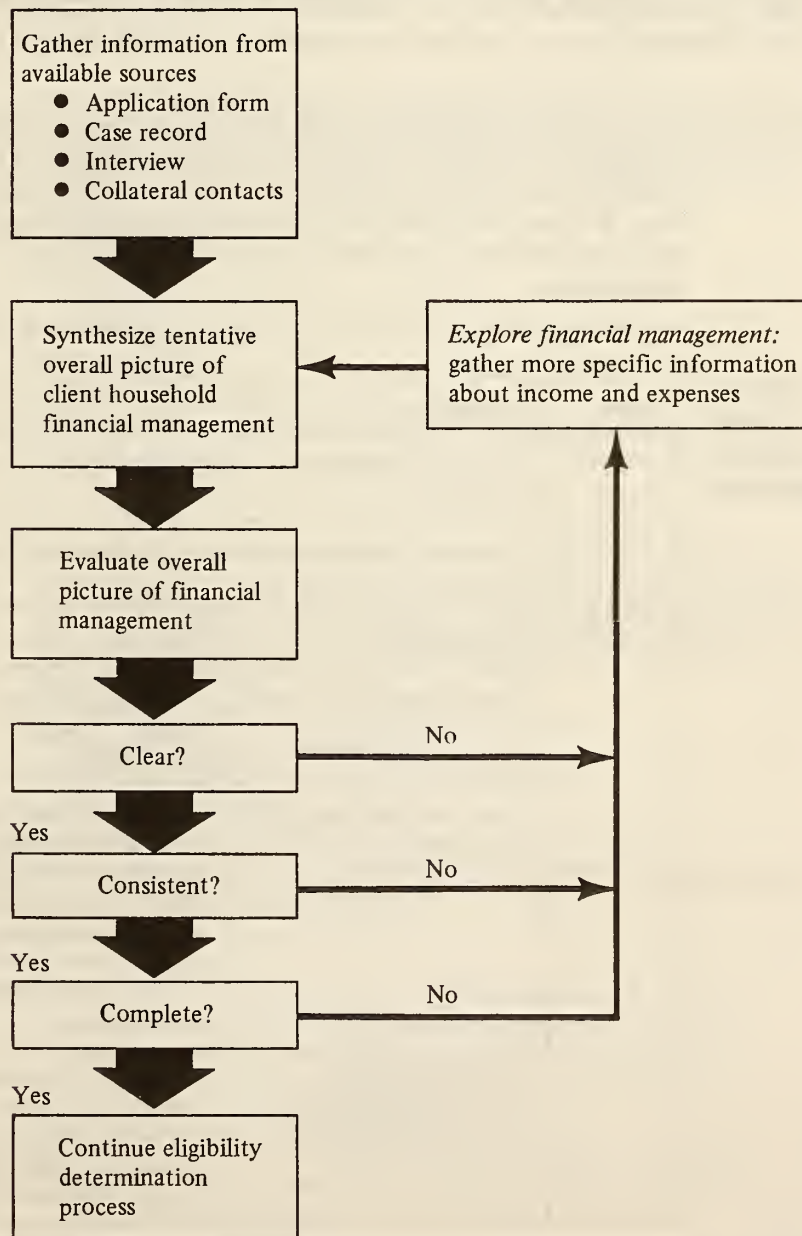 Gather information from
available sources
● Application form
● Case record
● Interview
● Collateral contacts
Synthesize tentative
overall picture of
client household
financial management
Explore financial management:
gather more specific information
about income and expenses
Evaluate overall
picture of financial
management
Clear?
No
Yes
Consistent?
No
Yes
Complete?
No
Yes
Continue eligibility
determination
process